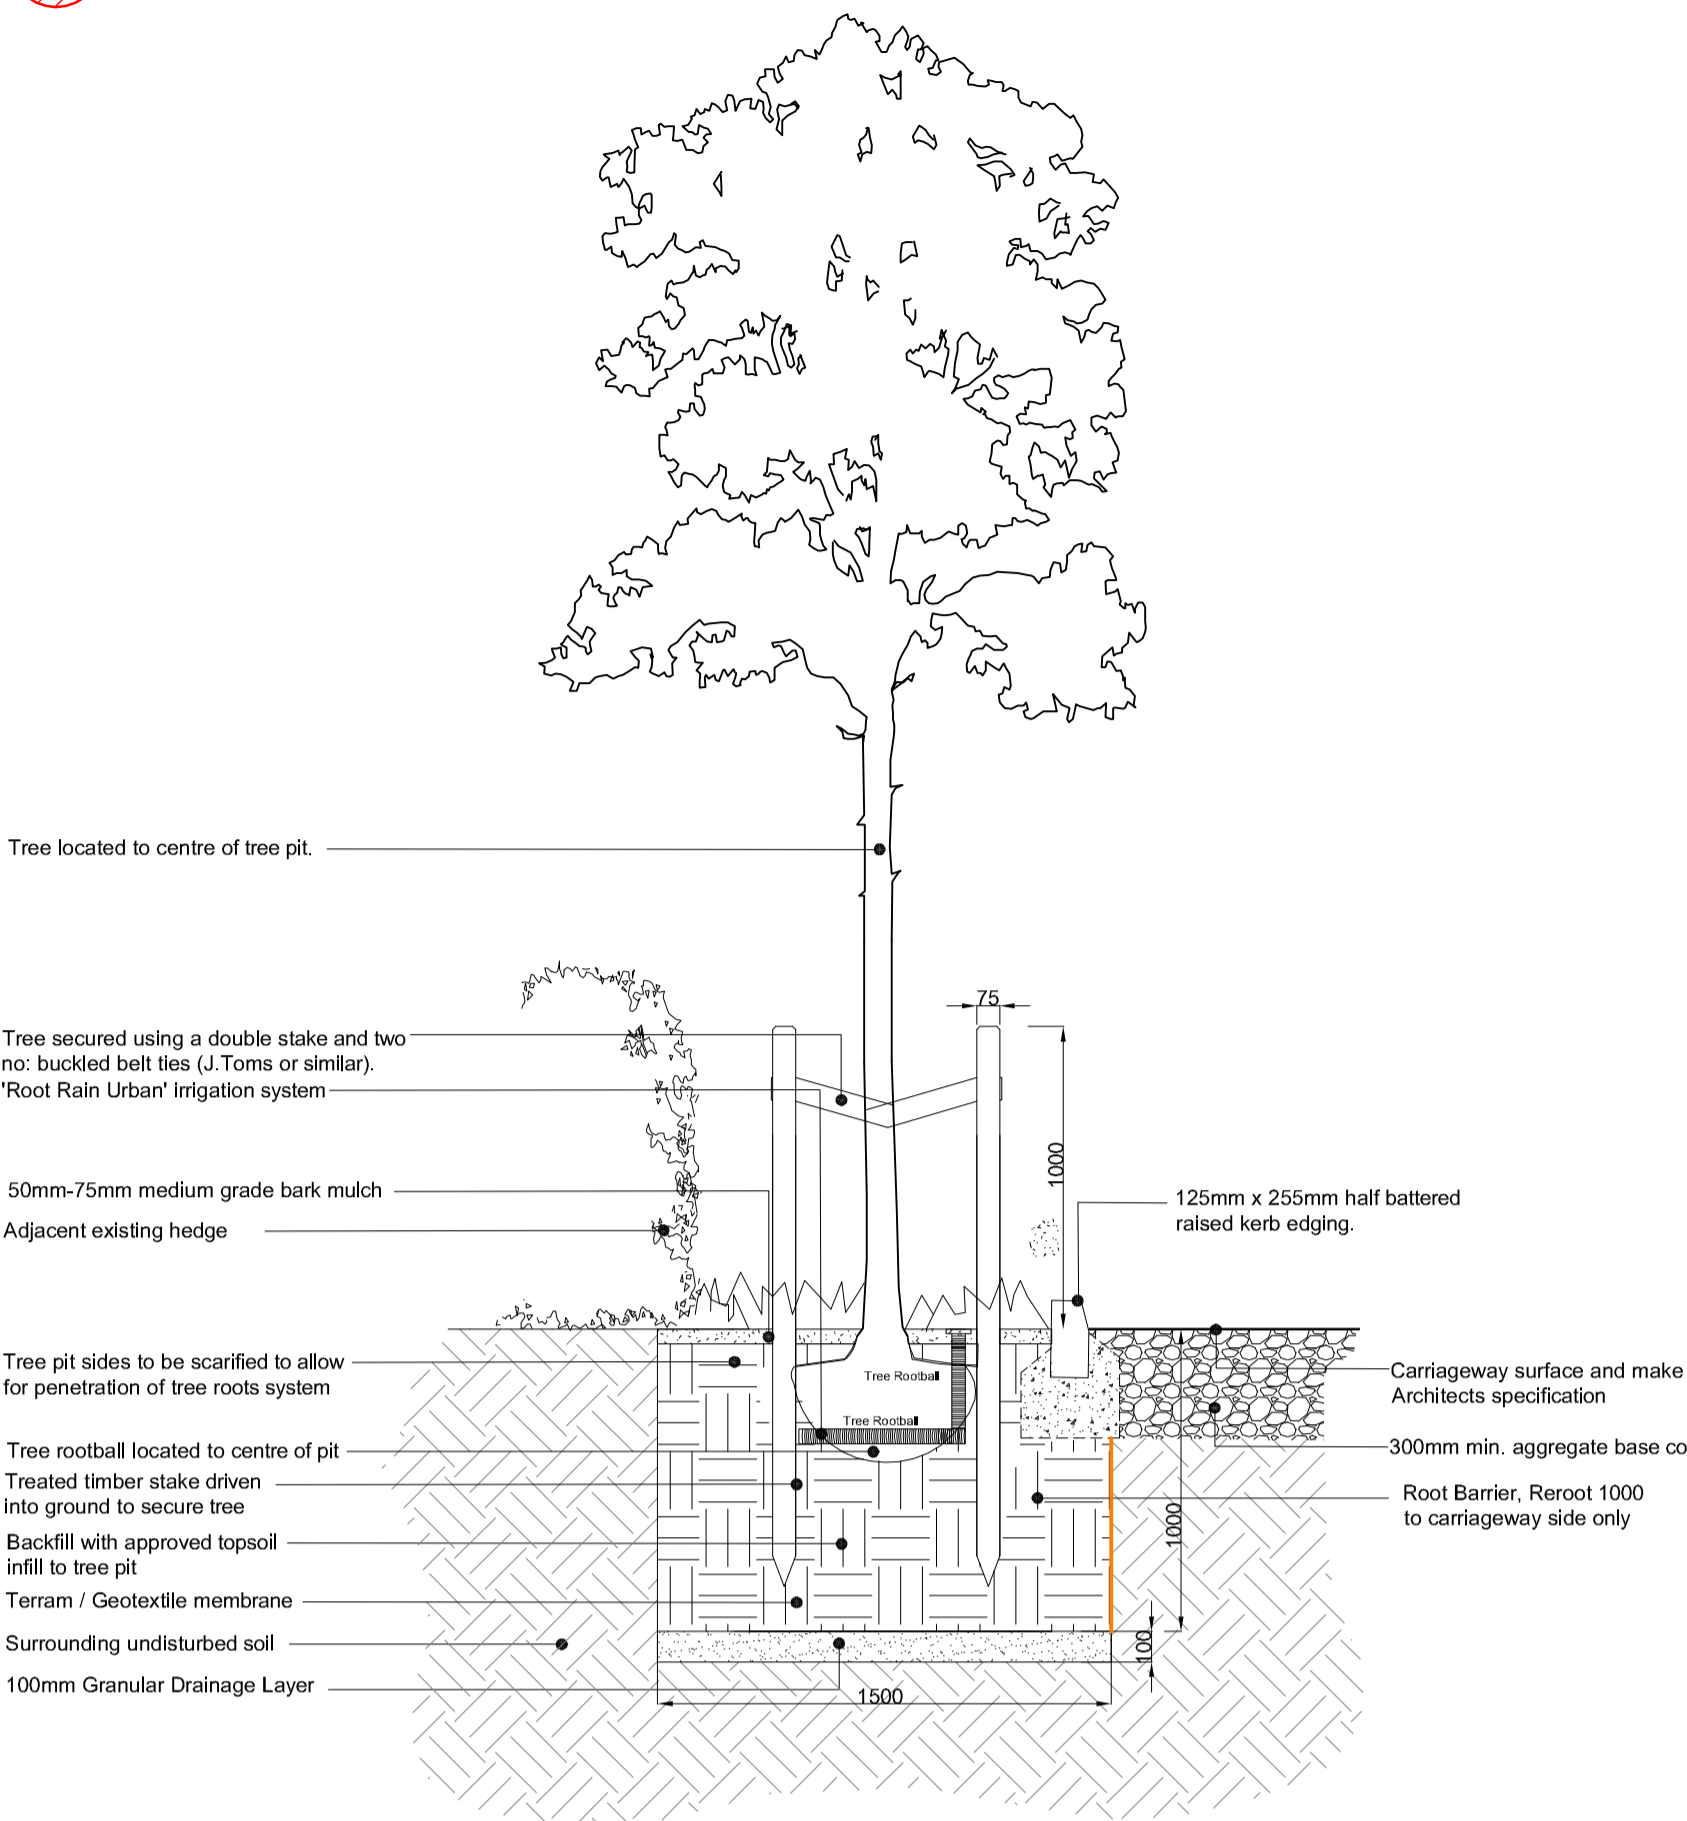 Tree located to centre of tree pit.
75
Tree secured using a double stake and two
no: buckled belt ties (J.Toms or similar).
'Root Rain Urban' irrigation system
1000
50mm-75mm medium grade bark mulch
Adjacent existing hedge
125mm x 255mm half battered
raised kerb edging.
Tree pit sides to be scarified to allow
for penetration of tree roots system
Tree Rootball
Tree Rootball
Carriageway surface and make
Architects specification
Tree rootball located to centre of pit
300mm min. aggregate base co
Treated timber stake driven
into ground to secure tree
Root Barrier, Reroot 1000
to carriageway side only
1000
Backfill with approved topsoil
infill to tree pit
Terram / Geotextile membrane
Surrounding undisturbed soil
100
100mm Granular Drainage Layer
1500